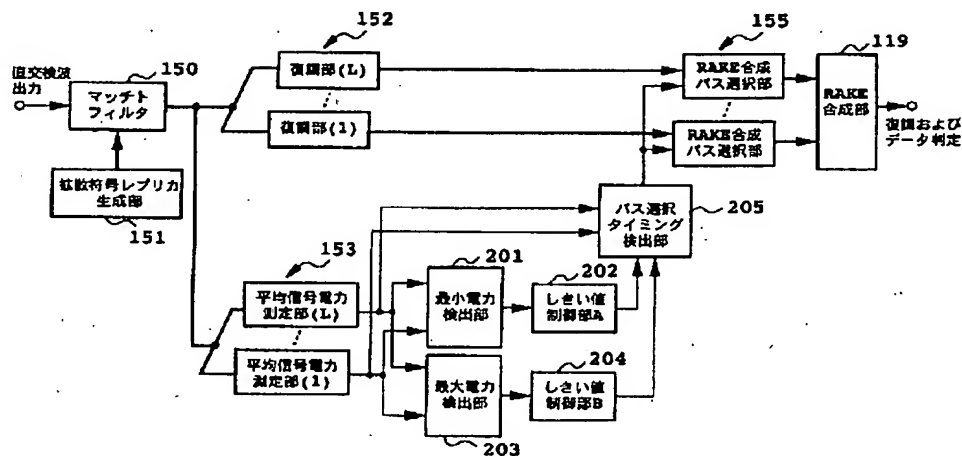 152
155
119
直交検波
出力
150
マッチト
フィルタ
復調部(L)
復調部(1)
RAKE合成
パス選択部
RAKE合成
パス選択部
RAKE
合成部
復調および
データ判定
拡散符号レプリカ
生成部
151
153
平均信号電力
測定部(L)
平均信号電力
測定部(1)
201
最小電力
検出部
202
しきい値
制御部A
パス選択
タイミング
検出部
205
最大電力
検出部
203
204
しきい値
制御部B